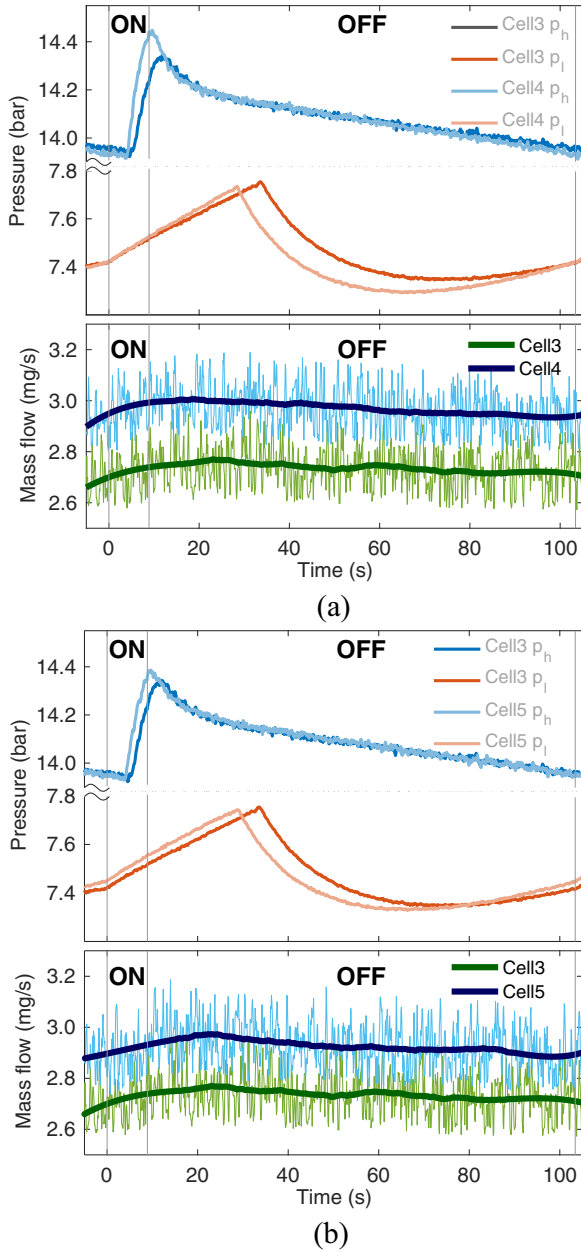 ON OFF
Cell3 p_h
Cell3 p_l
Cell4 p_h
Cell4 p_l
14.4
14.2
14.0
7.8
7.6
7.4
Pressure (bar)
ON OFF
Cell3
Cell4
3.2
3.0
2.8
2.6
Mass flow (mg/s)
0 20 40 60 80 100
Time (s)
(a)
ON OFF
Cell3 p_h
Cell3 p_l
Cell5 p_h
Cell5 p_l
14.4
14.2
14.0
7.8
7.6
7.4
Pressure (bar)
ON OFF
Cell3
Cell5
3.2
3.0
2.8
2.6
Mass flow (mg/s)
0 20 40 60 80 100
Time (s)
(b)